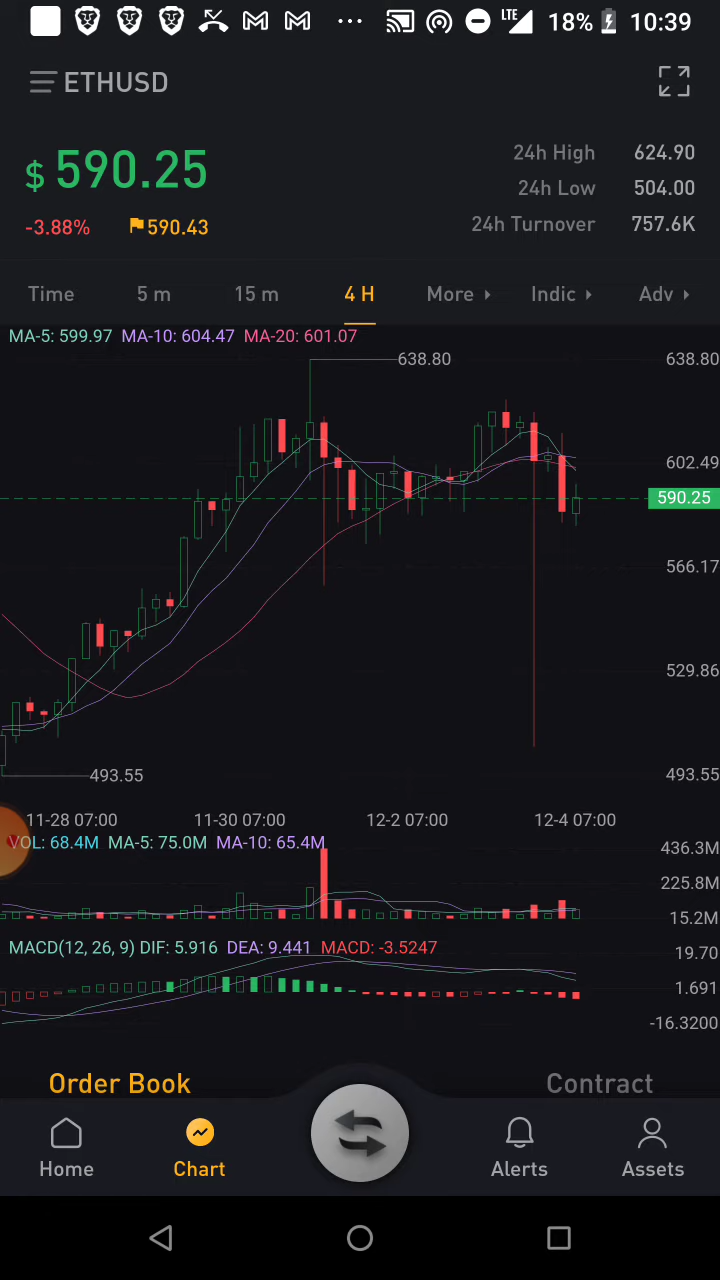 LTE 18% 10:39
ETHUSD
$ 590.25
-3.88% 590.43
24h High 624.90
24h Low 504.00
24h Turnover 757.6K
Time 5 m 15 m 4 H More Indic Adv
MA-5: 599.97 MA-10: 604.47 MA-20: 601.07
638.80 638.80
602.49
590.25
566.17
529.86
493.55 493.55
11-28 07:00 11-30 07:00 12-2 07:00 12-4 07:00
VOL: 68.4M MA-5: 75.0M MA-10: 65.4M
436.3M
225.8M
15.2M
MACD(12, 26, 9) DIF: 5.916 DEA: 9.441 MACD: -3.5247
19.70
1.691
-16.3200
Order Book Contract
Home Chart Alerts Assets